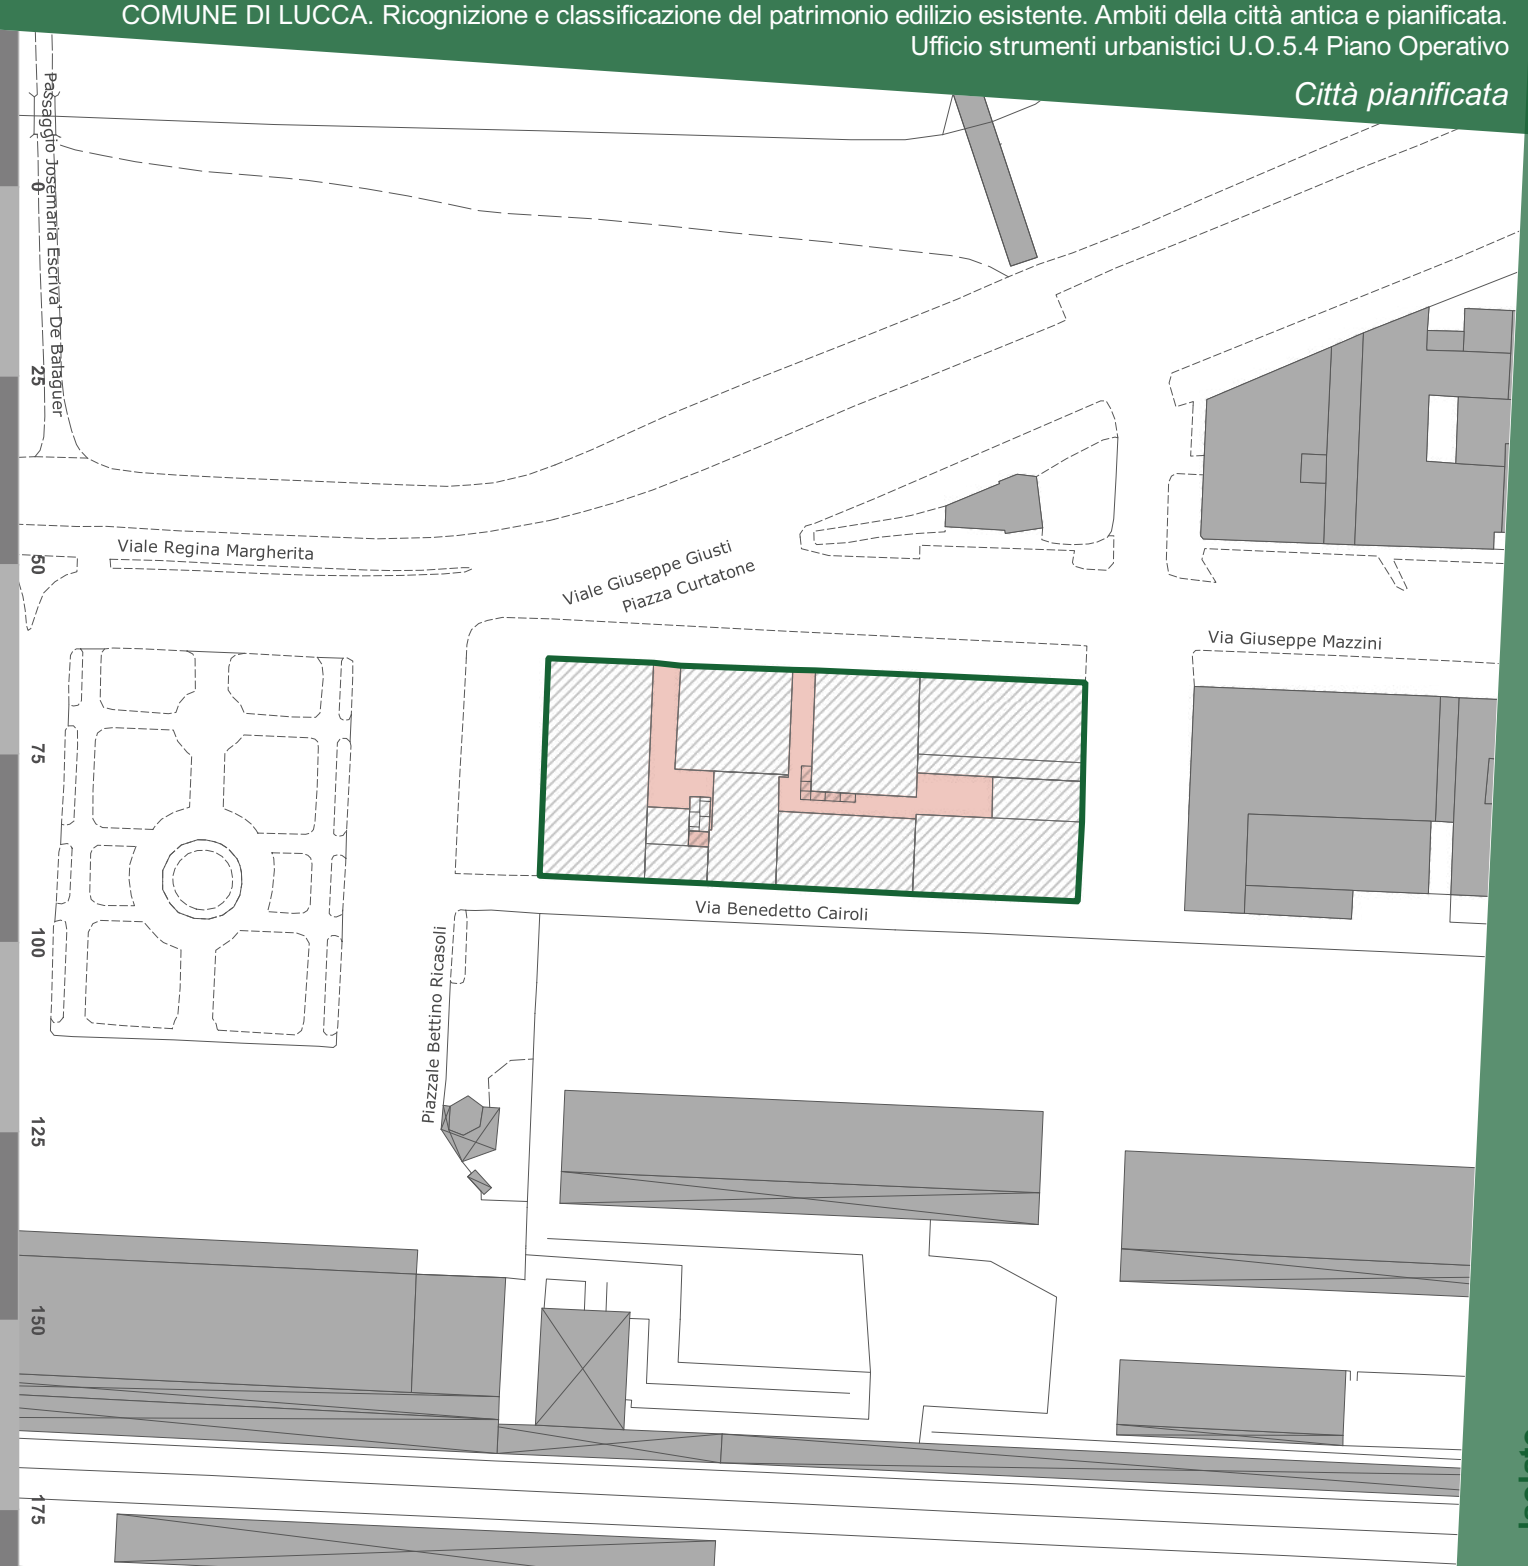 COMUNE DI LUCCA. Ricognizione e classificazione del patrimonio edilizio esistente. Ambiti della città antica e pianificata.
Ufficio strumenti urbanistici U.O.5.4 Piano Operativo
Città pianificata
Passaggio Josemaria Escriva' De Balaguer
0
25
50
75
100
125
150
175
Viale Regina Margherita
Viale Giuseppe Giusti
Piazza Curtatone
Via Giuseppe Mazzini
Via Benedetto Cairoli
Piazzale Bettino Ricasoli